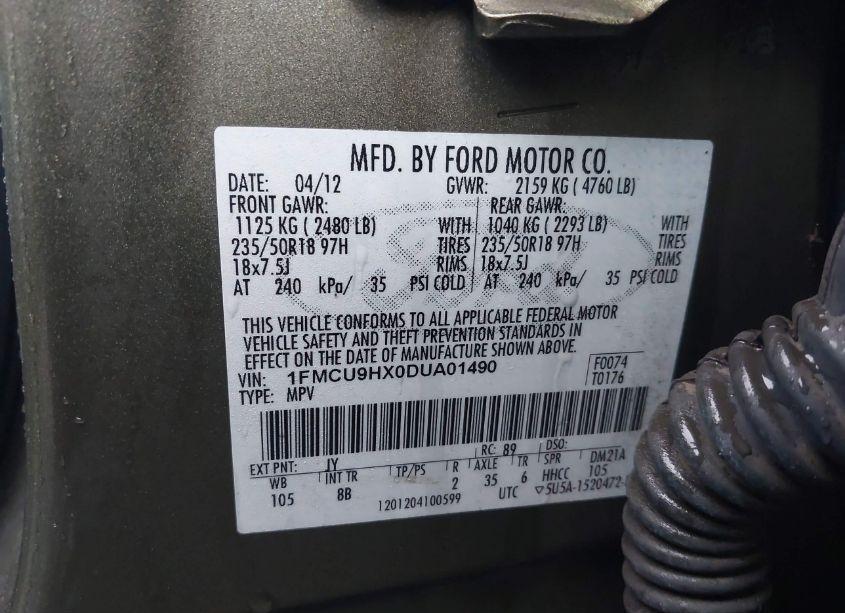 MFD. BY FORD MOTOR CO.
DATE: 04/12 GVWR: 2159 KG ( 4760 LB)
FRONT GAWR: REAR GAWR:
1125 KG ( 2480 LB) WITH 1040 KG ( 2293 LB) WITH
235/50R18 97H TIRES 235/50R18 97H TIRES
18x7.5J RIMS 18x7.5J RIMS
AT 240 kPa/ 35 PSI COLD AT 240 kPa/ 35 PSI COLD
THIS VEHICLE CONFORMS TO ALL APPLICABLE FEDERAL MOTOR
VEHICLE SAFETY AND THEFT PREVENTION STANDARDS IN
EFFECT ON THE DATE OF MANUFACTURE SHOWN ABOVE.
VIN: 1FMCU9HX0DUA01490 F0074
TYPE: MPV T0176
EXT PNT: JY RC: 89 DSO:
WB INT TR TP/PS R AXLE TR SPR DM21A
105 8B 2 35 6 HHCC 105
1201204100599 UTC ▽5U5A-1520472-